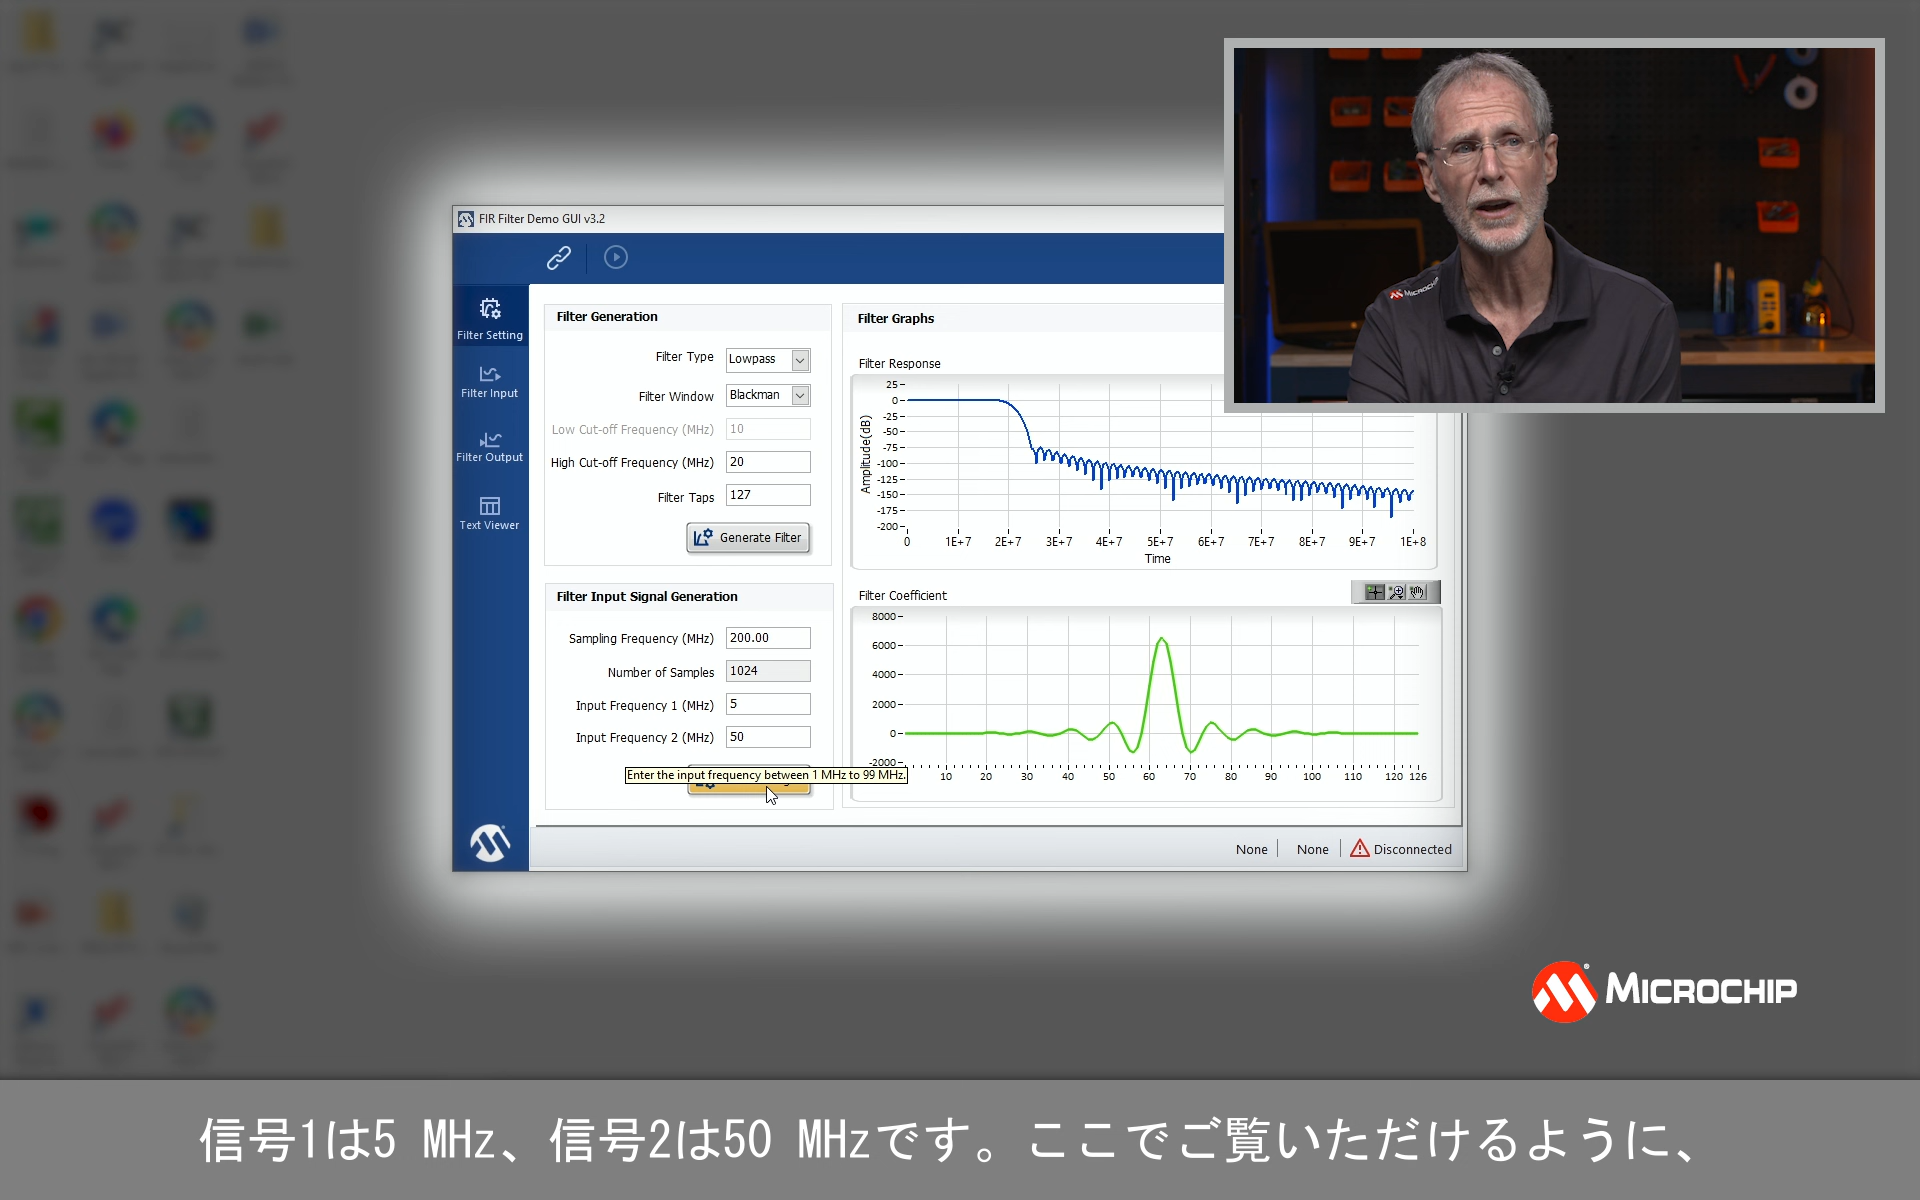 FIR Filter Demo GUI v3.2
Filter Setting
Filter Input
Filter Output
Text Viewer
Filter Generation
Filter Type Lowpass
Filter Window Blackman
Low Cut-off Frequency (MHz) 10
High Cut-off Frequency (MHz) 20
Filter Taps 127
Generate Filter
Filter Input Signal Generation
Sampling Frequency (MHz) 200.00
Number of Samples 1024
Input Frequency 1 (MHz) 5
Input Frequency 2 (MHz) 50
Enter the input frequency between 1 MHz to 99 MHz.
Filter Graphs
Filter Response
Amplitude(dB)
25
0
-25
-50
-75
-100
-125
-150
-175
-200
0 1E+7 2E+7 3E+7 4E+7 5E+7 6E+7 7E+7 8E+7 9E+7 1E+8
Time
Filter Coefficient
8000
6000
4000
2000
0
-2000
10 20 30 40 50 60 70 80 90 100 110 120 126
None None Disconnected
MICROCHIP
MICROCHIP
信号1は5 MHz、信号2は50 MHzです。ここでご覧いただけるように、